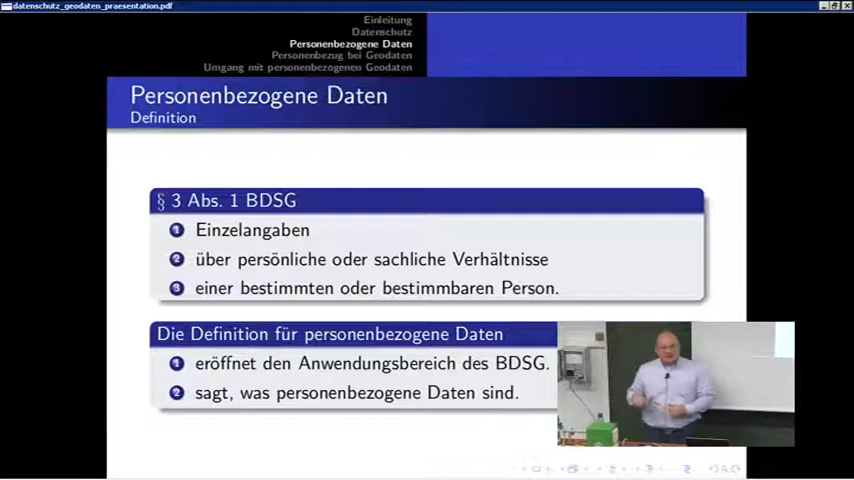 datenschutz_geodaten_praesentation.pdf
Einleitung
Datenschutz
Personenbezogene Daten
Personenbezug bei Geodaten
Umgang mit personenbezogenen Geodaten
Personenbezogene Daten
Definition
§ 3 Abs. 1 BDSG
1 Einzelangaben
2 über persönliche oder sachliche Verhältnisse
3 einer bestimmten oder bestimmbaren Person.
Die Definition für personenbezogene Daten
1 eröffnet den Anwendungsbereich des BDSG.
2 sagt, was personenbezogene Daten sind.